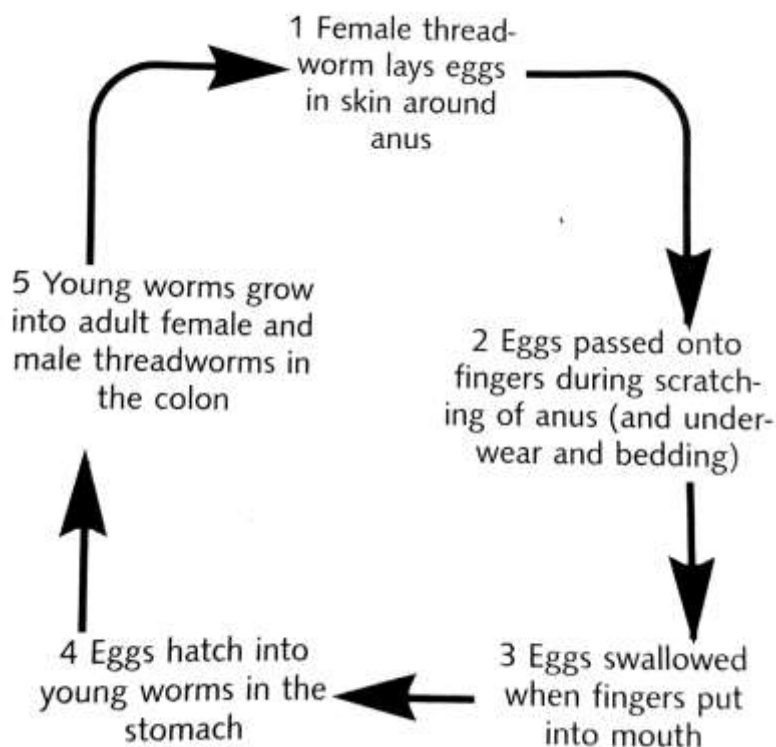 1 Female thread-
worm lays eggs
in skin around
anus
2 Eggs passed onto
fingers during scratch-
ing of anus (and under-
wear and bedding)
3 Eggs swallowed
when fingers put
into mouth
4 Eggs hatch into
young worms in the
stomach
5 Young worms grow
into adult female and
male threadworms in
the colon